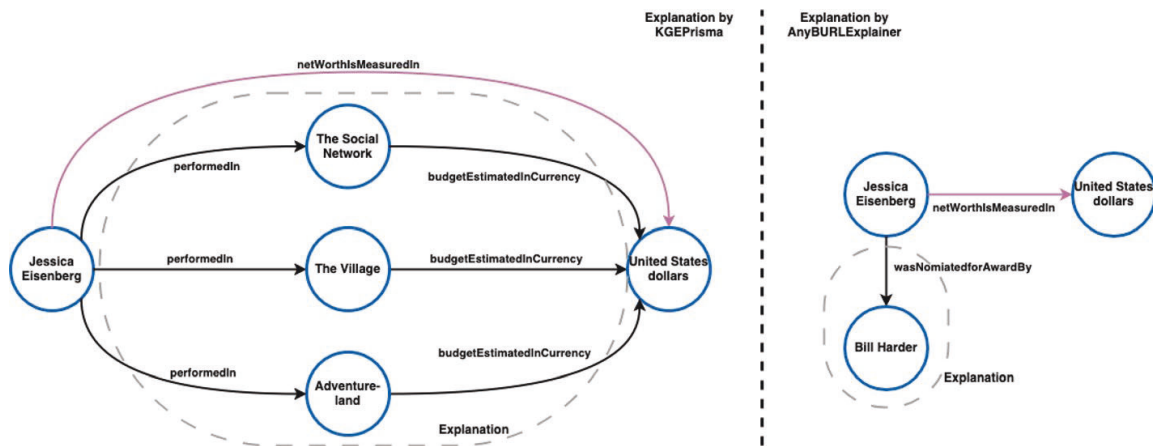 Explanation by
KGEPrisma
Explanation by
AnyBURLExplainer
netWorthIsMeasuredIn
The Social
Network
performedIn
budgetEstimatedInCurrency
Jessica
Eisenberg
performedIn
The Village
budgetEstimatedInCurrency
United States
dollars
performedIn
Adventure-
land
budgetEstimatedInCurrency
Explanation
Jessica
Eisenberg
netWorthIsMeasuredIn
United States
dollars
wasNomiatedforAwardBy
Bill Harder
Explanation